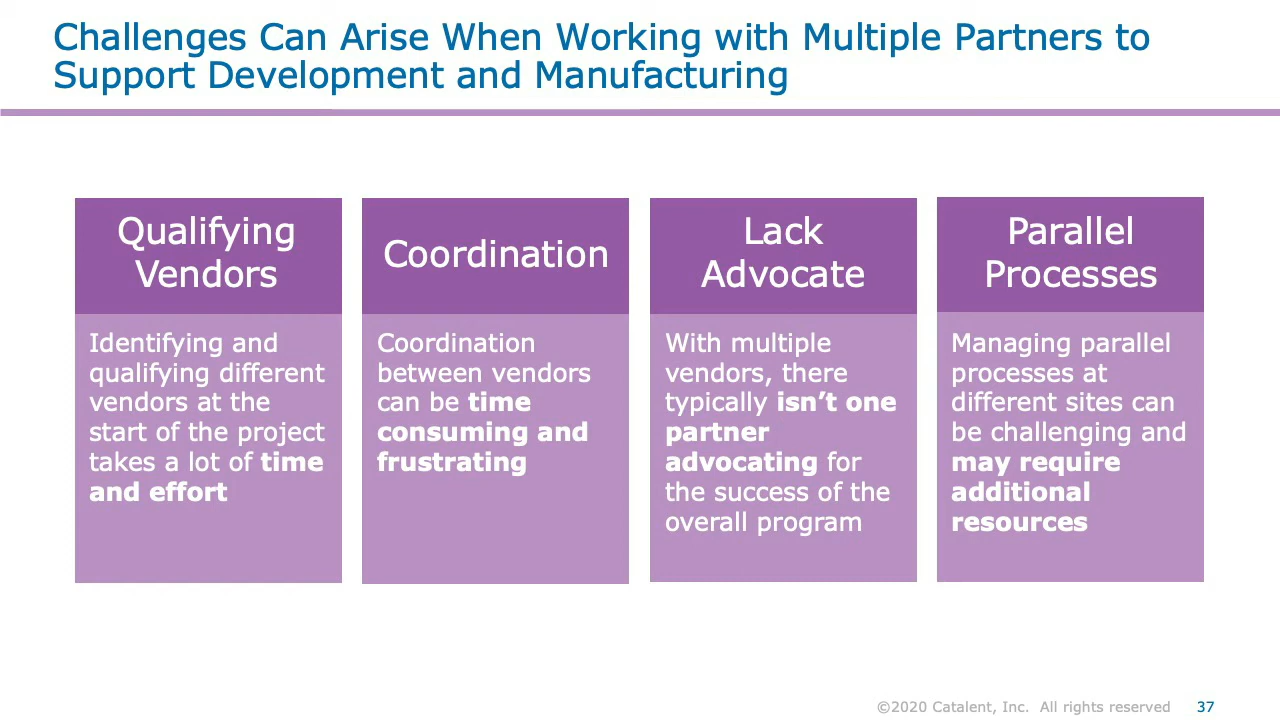 Challenges Can Arise When Working with Multiple Partners to
Support Development and Manufacturing
Qualifying
Vendors
Identifying and
qualifying different
vendors at the
start of the project
takes a lot of time
and effort
Coordination
Coordination
between vendors
can be time
consuming and
frustrating
Lack
Advocate
With multiple
vendors, there
typically isn’t one
partner
advocating for
the success of the
overall program
Parallel
Processes
Managing parallel
processes at
different sites can
be challenging and
may require
additional
resources
©2020 Catalent, Inc. All rights reserved 37